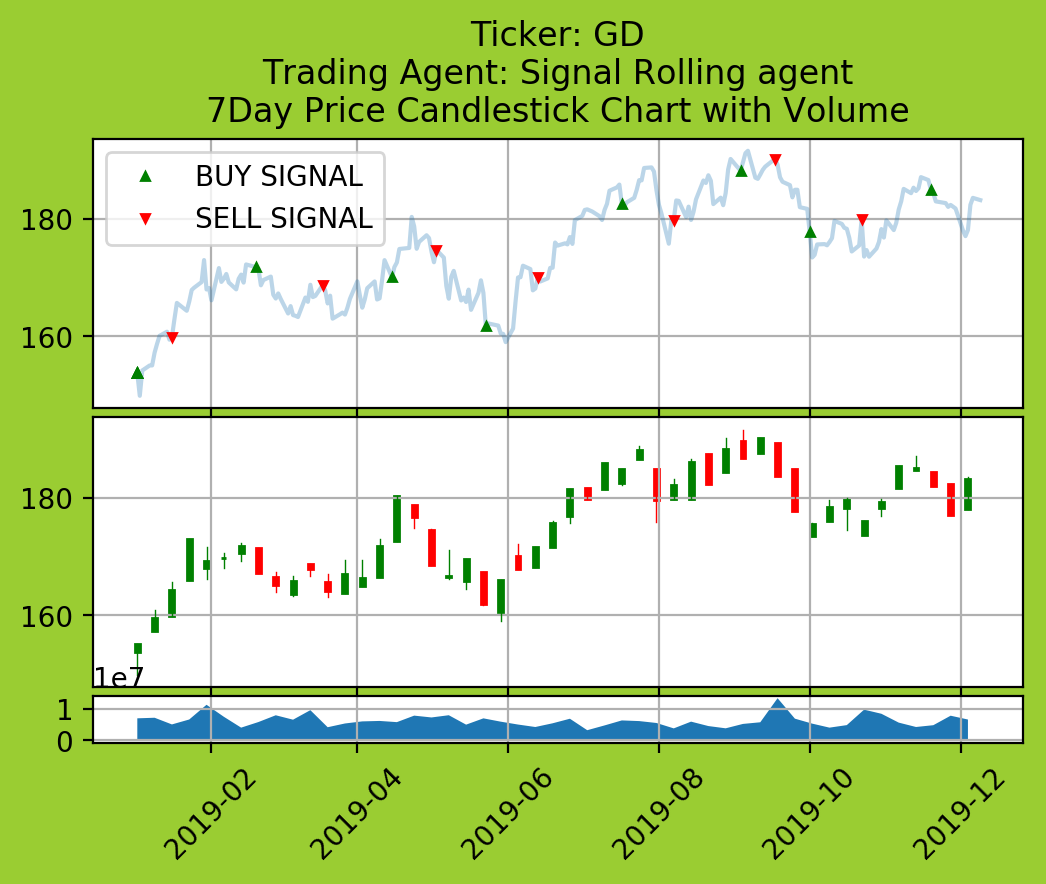 Ticker: GD
Trading Agent: Signal Rolling agent
7Day Price Candlestick Chart with Volume
BUY SIGNAL
SELL SIGNAL
180
160
180
160
1e7
1
0
2019-02
2019-04
2019-06
2019-08
2019-10
2019-12